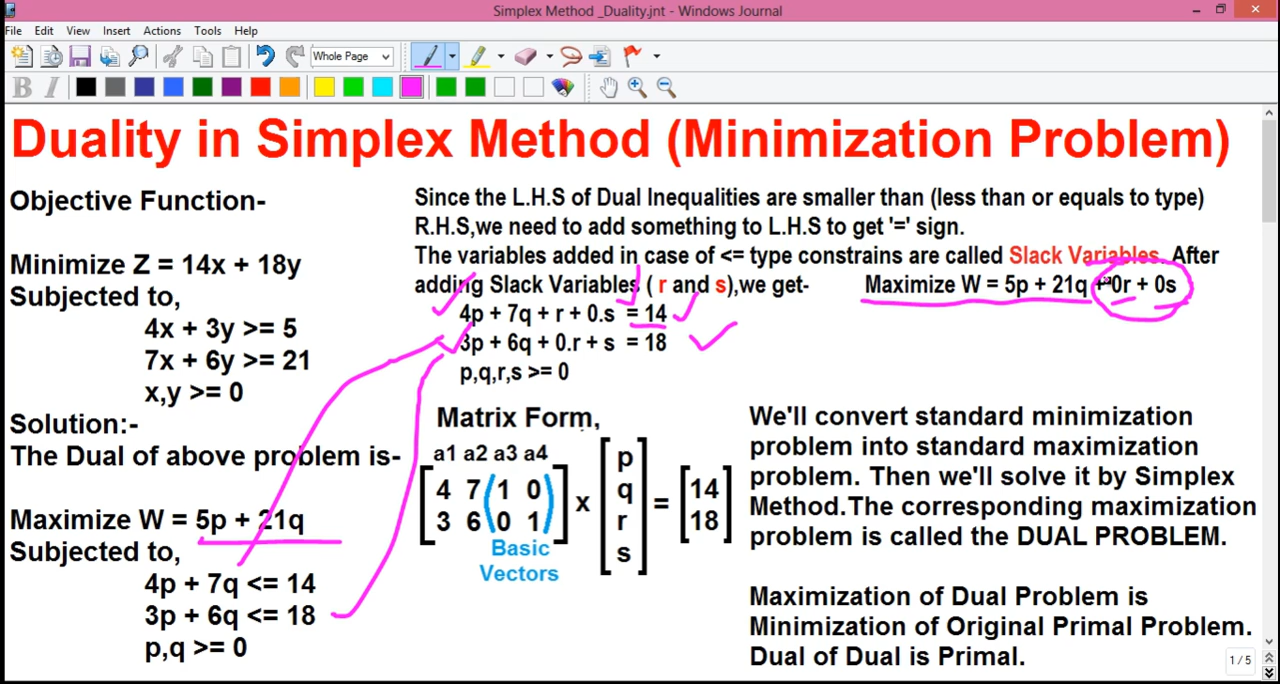 Simplex Method _Duality.jnt - Windows Journal
File Edit View Insert Actions Tools Help
Whole Page
B I
Duality in Simplex Method (Minimization Problem)
Objective Function-
Minimize Z = 14x + 18y
Subjected to,
4x + 3y >= 5
7x + 6y >= 21
x,y >= 0
Solution:-
The Dual of above problem is-
Maximize W = 5p + 21q
Subjected to,
4p + 7q <= 14
3p + 6q <= 18
p,q >= 0
Since the L.H.S of Dual Inequalities are smaller than (less than or equals to type)
R.H.S,we need to add something to L.H.S to get '=' sign.
The variables added in case of <= type constrains are called Slack Variables. After
adding Slack Variables ( r and s),we get- Maximize W = 5p + 21q + 0r + 0s
4p + 7q + r + 0.s = 14
3p + 6q + 0.r + s = 18
p,q,r,s >= 0
Matrix Form,
a1 a2 a3 a4
4 7 1 0
3 6 0 1
Basic
Vectors
x
p
q
r
s
=
14
18
We'll convert standard minimization
problem into standard maximization
problem. Then we'll solve it by Simplex
Method.The corresponding maximization
problem is called the DUAL PROBLEM.
Maximization of Dual Problem is
Minimization of Original Primal Problem.
Dual of Dual is Primal.
1 / 5